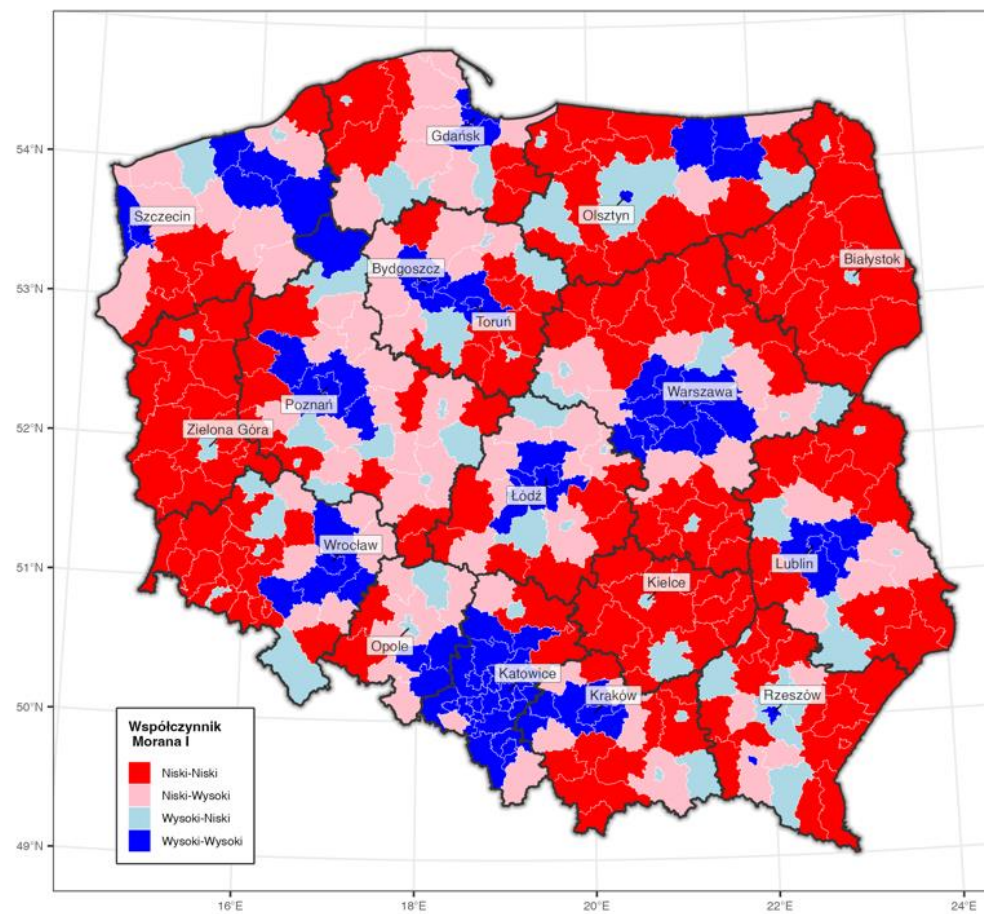 54°N
53°N
52°N
51°N
50°N
49°N
Gdańsk
Szczecin
Olsztyn
Białystok
Bydgoszcz
Toruń
Warszawa
Poznań
Zielona Góra
Łódź
Wrocław
Lublin
Kielce
Opole
Katowice
Kraków
Rzeszów
Współczynnik
Morana I
Niski-Niski
Niski-Wysoki
Wysoki-Niski
Wysoki-Wysoki
16°E
18°E
20°E
22°E
24°E